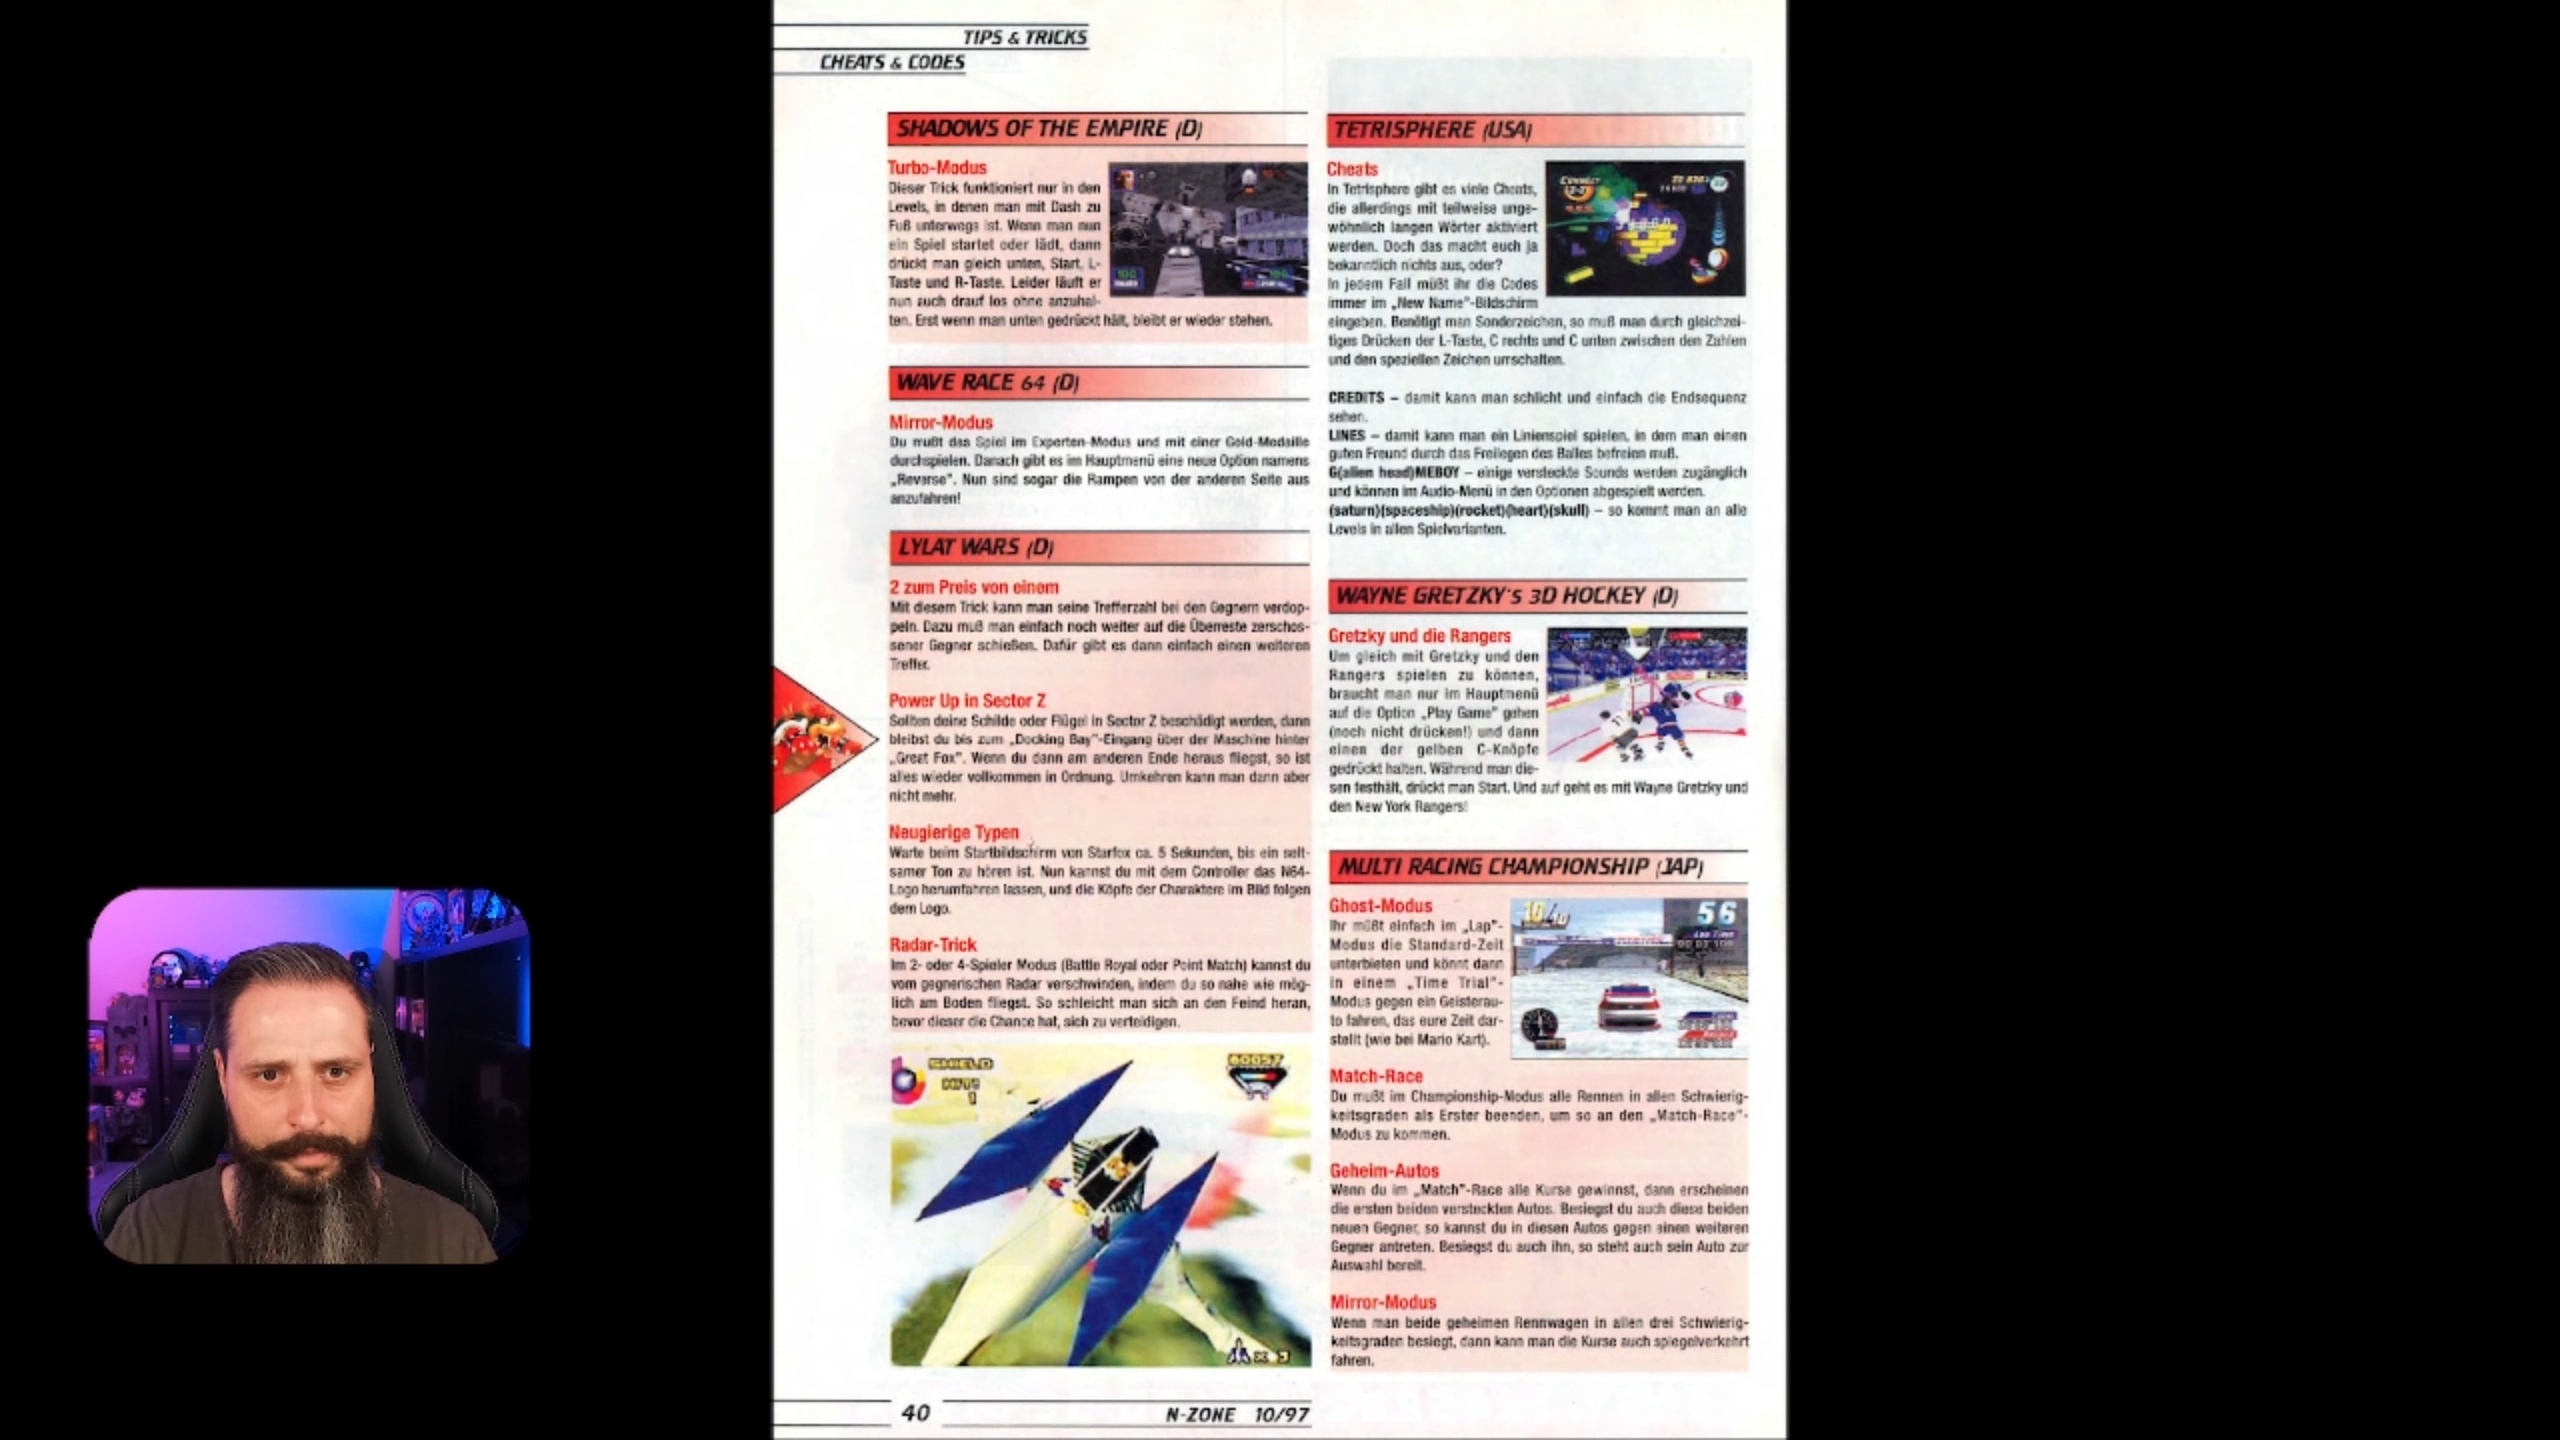 TIPS & TRICKS
CHEATS & CODES
SHADOWS OF THE EMPIRE (D)
Turbo-Modus
Dieser Trick funktioniert nur in den
Levels, in denen man mit Dash zu
Fuß unterwegs ist. Wenn man nun
ein Spiel startet oder lädt, dann
drückt man gleich unten, Start, L-
Taste und R-Taste. Leider läuft er
nun auch drauf los ohne anzuhal-
ten. Erst wenn man unten gedrückt hält, bleibt er wieder stehen.
WAVE RACE 64 (D)
Mirror-Modus
Du mußt das Spiel im Experten-Modus und mit einer Gold-Medaille
durchspielen. Danach gibt es im Hauptmenü eine neue Option namens
„Reverse". Nun sind sogar die Rampen von der anderen Seite aus
anzufahren!
LYLAT WARS (D)
2 zum Preis von einem
Mit diesem Trick kann man seine Trefferzahl bei den Gegnern verdop-
peln. Dazu muß man einfach noch weiter auf die Überreste zerschos-
sener Gegner schießen. Dafür gibt es dann einfach einen weiteren
Treffer.
Power Up in Sector Z
Sollten deine Schilde oder Flügel in Sector Z beschädigt werden, dann
bleibst du bis zum „Docking Bay"-Eingang über der Maschine hinter
„Great Fox". Wenn du dann am anderen Ende heraus fliegst, so ist
alles wieder vollkommen in Ordnung. Umkehren kann man dann aber
nicht mehr.
Neugierige Typen
Warte beim Startbildschirm von Starfox ca. 5 Sekunden, bis ein selt-
samer Ton zu hören ist. Nun kannst du mit dem Controller das N64-
Logo herumfahren lassen, und die Köpfe der Charaktere im Bild folgen
dem Logo.
Radar-Trick
Im 2- oder 4-Spieler Modus (Battle Royal oder Point Match) kannst du
vom gegnerischen Radar verschwinden, indem du so nahe wie mög-
lich am Boden fliegst. So schleicht man sich an den Feind heran,
bevor dieser die Chance hat, sich zu verteidigen.
SHIELD
HIT!
1
BOOST
x 3
TETRISPHERE (USA)
Cheats
In Tetrisphere gibt es viele Cheats,
die allerdings mit teilweise unge-
wöhnlich langen Wörter aktiviert
werden. Doch das macht euch ja
bekanntlich nichts aus, oder?
In jedem Fall müßt ihr die Codes
immer im „New Name"-Bildschirm
eingeben. Benötigt man Sonderzeichen, so muß man durch gleichzei-
tiges Drücken der L-Taste, C rechts und C unten zwischen den Zahlen
und den speziellen Zeichen umschalten.
CREDITS – damit kann man schlicht und einfach die Endsequenz
sehen.
LINES – damit kann man ein Linienspiel spielen, in dem man einen
guten Freund durch das Freilegen des Balles befreien muß.
G(alien head)MEBOY – einige versteckte Sounds werden zugänglich
und können im Audio-Menü in den Optionen abgespielt werden.
(saturn)(spaceship)(rocket)(heart)(skull) – so kommt man an alle
Levels in allen Spielvarianten.
WAYNE GRETZKY's 3D HOCKEY (D)
Gretzky und die Rangers
Um gleich mit Gretzky und den
Rangers spielen zu können,
braucht man nur im Hauptmenü
auf die Option „Play Game" gehen
(noch nicht drücken!) und dann
einen der gelben C-Knöpfe
gedrückt halten. Während man die-
sen festhält, drückt man Start. Und auf geht es mit Wayne Gretzky und
den New York Rangers!
MULTI RACING CHAMPIONSHIP (JAP)
Ghost-Modus
Ihr müßt einfach im „Lap"-
Modus die Standard-Zeit
unterbieten und könnt dann
in einem „Time Trial"-
Modus gegen ein Geisterau-
to fahren, das eure Zeit dar-
stellt (wie bei Mario Kart).
56
Match-Race
Du mußt im Championship-Modus alle Rennen in allen Schwierig-
keitsgraden als Erster beenden, um so an den „Match-Race"-
Modus zu kommen.
Geheim-Autos
Wenn du im „Match"-Race alle Kurse gewinnst, dann erscheinen
die ersten beiden versteckten Autos. Besiegst du auch diese beiden
neuen Gegner, so kannst du in diesen Autos gegen einen weiteren
Gegner antreten. Besiegst du auch ihn, so steht auch sein Auto zur
Auswahl bereit.
Mirror-Modus
Wenn man beide geheimen Rennwagen in allen drei Schwierig-
keitsgraden besiegt, dann kann man die Kurse auch spiegelverkehrt
fahren.
40
N-ZONE 10/97